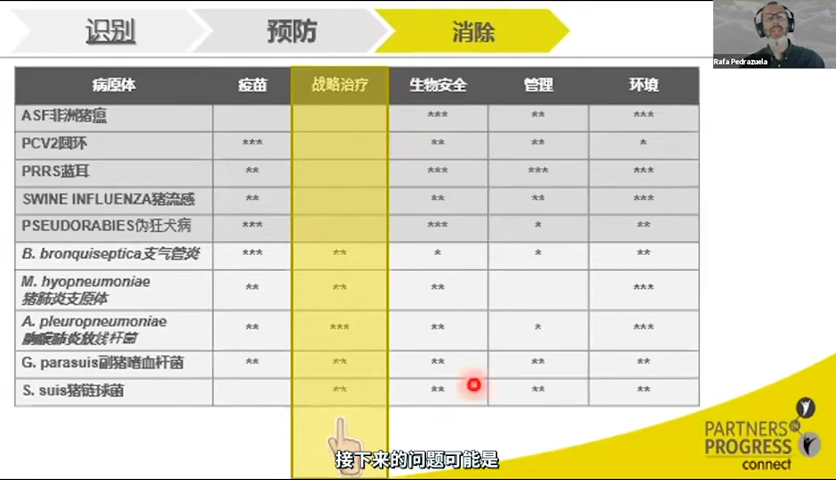 识别 预防 消除
Rafa Pedrazuela
病原体 疫苗 战略治疗 生物安全 管理 环境
ASF非洲猪瘟 *** ** ***
PCV2圆环 *** ** ** *
PRRS蓝耳 ** *** *** ***
SWINE INFLUENZA猪流感 ** ** ** ***
PSEUDORABIES伪狂犬病 *** *** * **
B. bronquiseptica支气管炎 *** ** * * **
M. hyopneumoniae ** ** ** ***
猪肺炎支原体
A. pleuropneumoniae ** *** ** * ***
胸膜肺炎放线杆菌
G. parasuis副猪嗜血杆菌 ** ** ** ** **
S. suis猪链球菌 ** ** ** **
PARTNERS IN
PROGRESS
connect
接下来的问题可能是